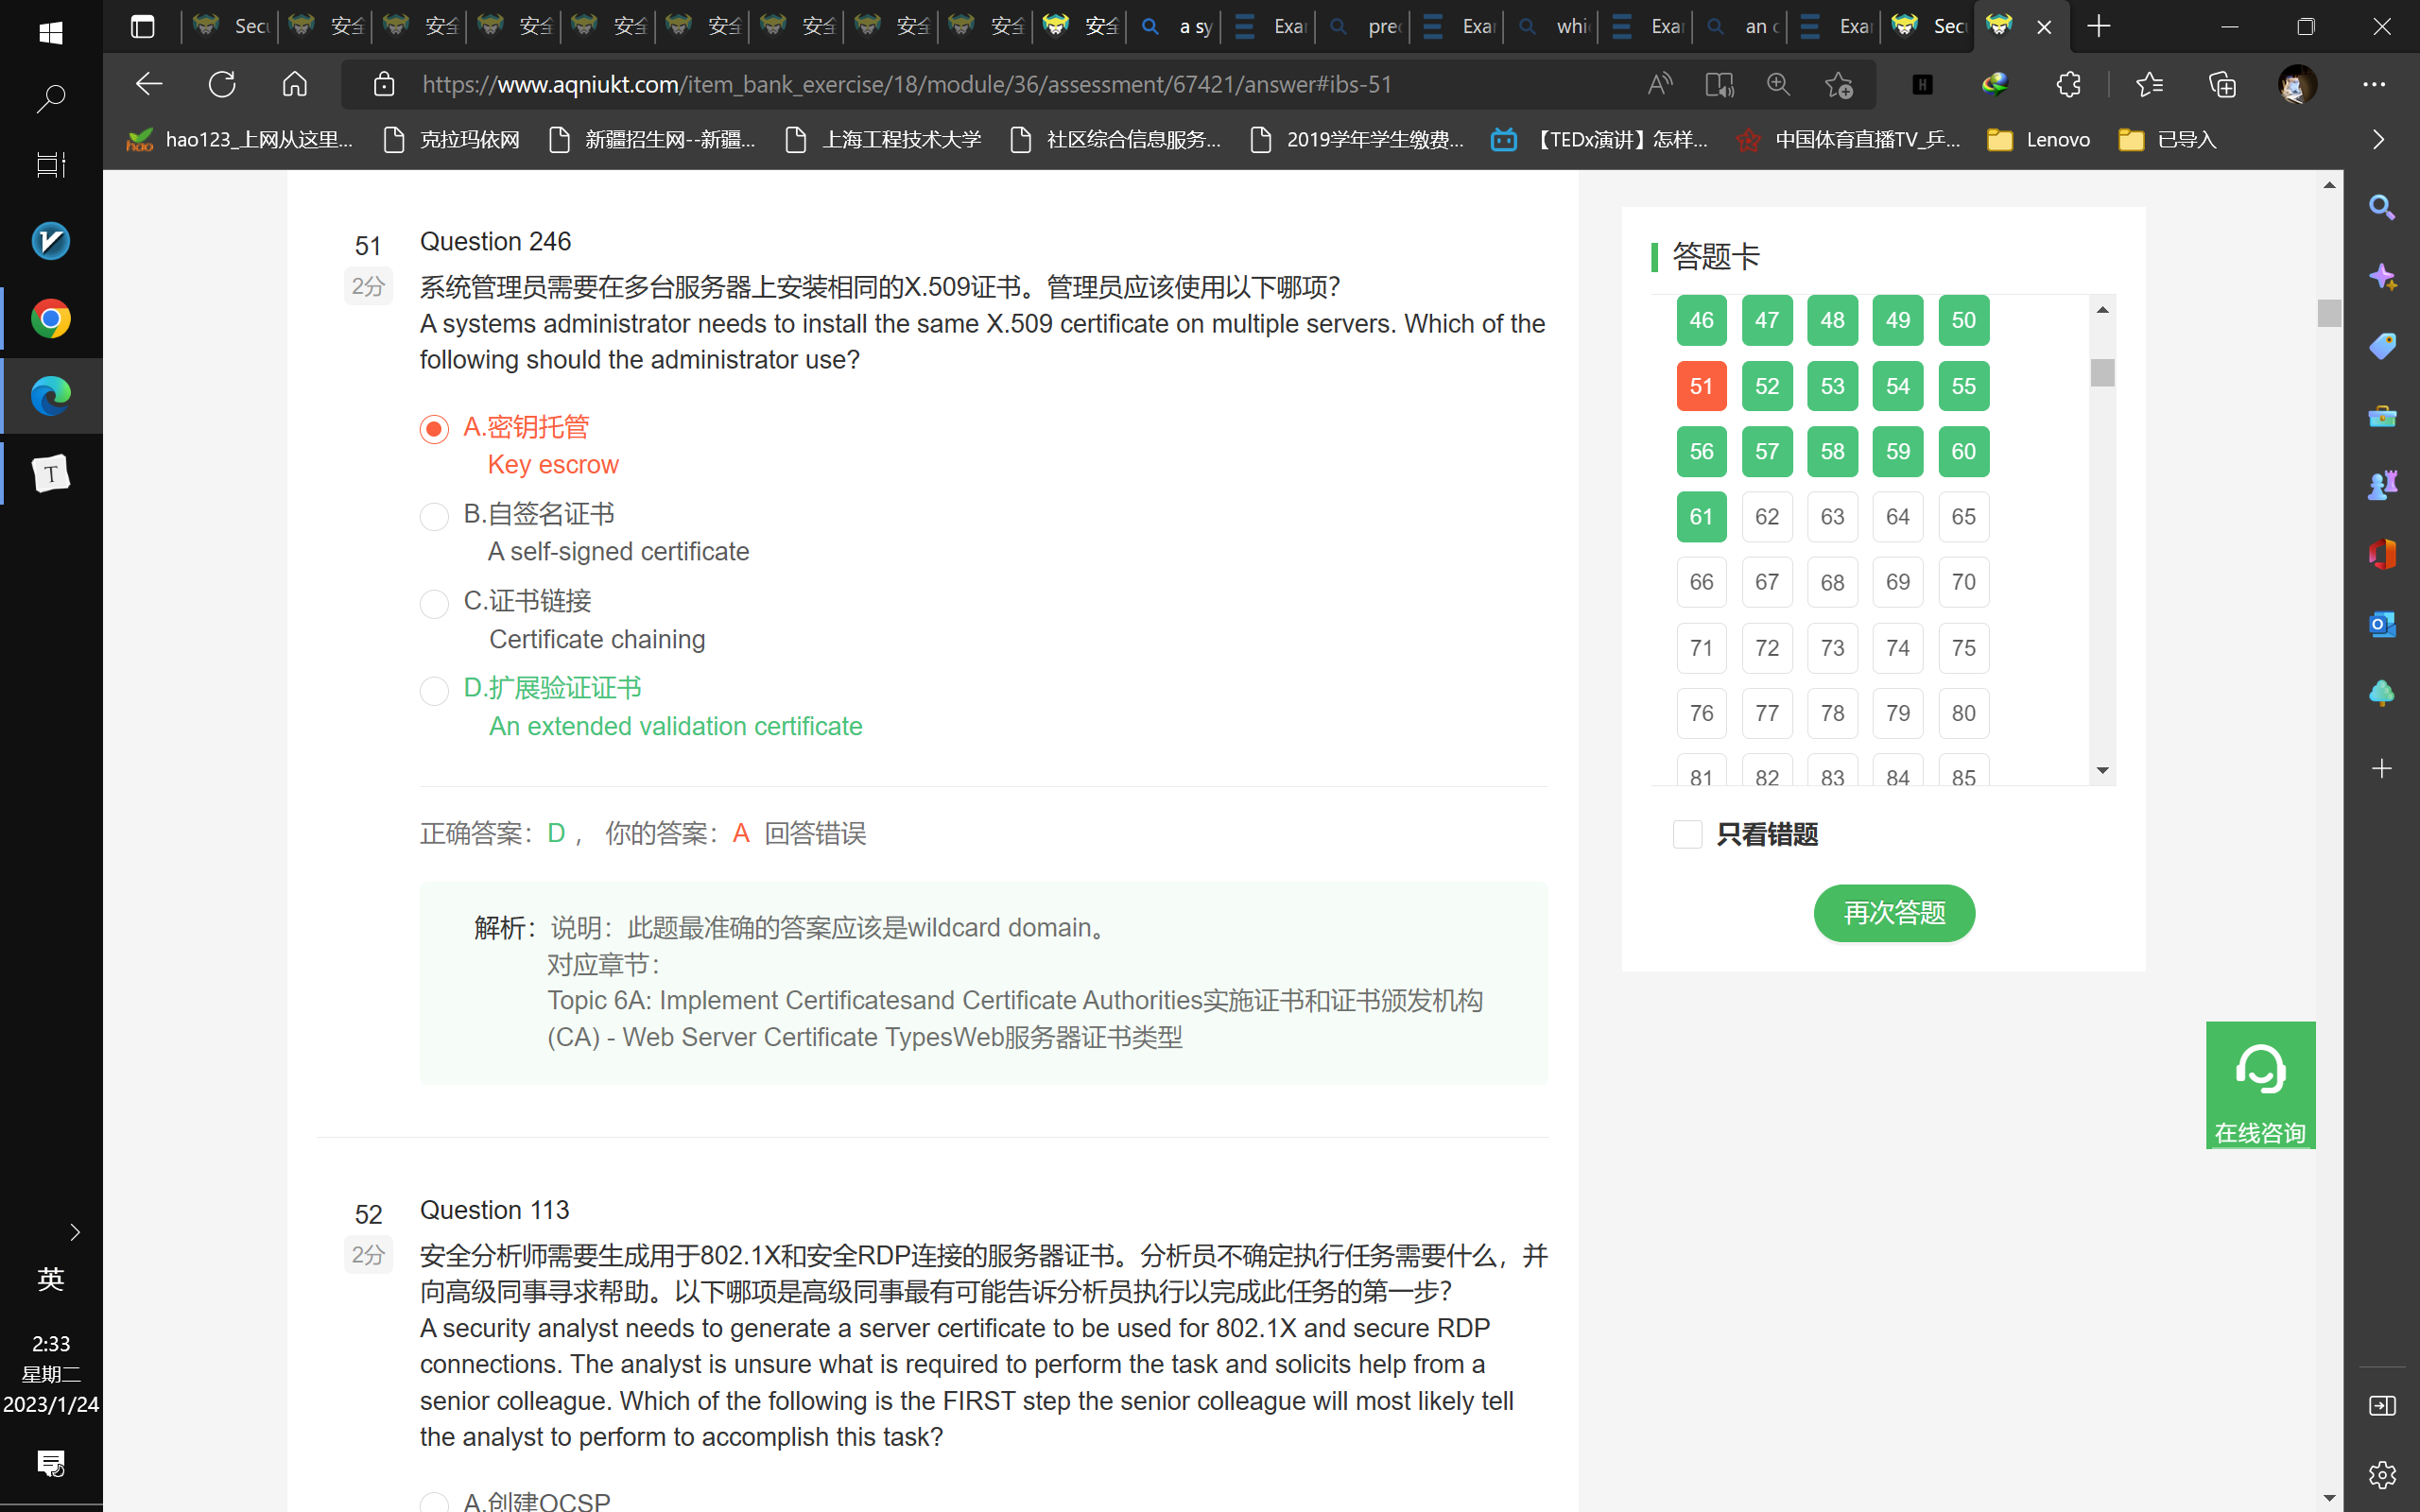 Sec
安全
安全
安全
安全
安全
安全
安全
安全
安全
a sy
Exa
pre
Exa
whi
Exa
an c
Exa
Sec
https://www.aqniukt.com/item_bank_exercise/18/module/36/assessment/67421/answer#ibs-51
hao123_上网从这里...
克拉玛依网
新疆招生网--新疆...
上海工程技术大学
社区综合信息服务...
2019学年学生缴费...
【TEDx演讲】怎样...
中国体育直播TV_乒...
Lenovo
已导入
51
2分
Question 246
系统管理员需要在多台服务器上安装相同的X.509证书。管理员应该使用以下哪项?
A systems administrator needs to install the same X.509 certificate on multiple servers. Which of the
following should the administrator use?
A.密钥托管
Key escrow
B.自签名证书
A self-signed certificate
C.证书链接
Certificate chaining
D.扩展验证证书
An extended validation certificate
正确答案：D， 你的答案：A 回答错误
解析：说明：此题最准确的答案应该是wildcard domain。
对应章节：
Topic 6A: Implement Certificatesand Certificate Authorities实施证书和证书颁发机构
(CA) - Web Server Certificate TypesWeb服务器证书类型
52
2分
Question 113
安全分析师需要生成用于802.1X和安全RDP连接的服务器证书。分析员不确定执行任务需要什么，并
向高级同事寻求帮助。以下哪项是高级同事最有可能告诉分析员执行以完成此任务的第一步?
A security analyst needs to generate a server certificate to be used for 802.1X and secure RDP
connections. The analyst is unsure what is required to perform the task and solicits help from a
senior colleague. Which of the following is the FIRST step the senior colleague will most likely tell
the analyst to perform to accomplish this task?
A.创建OCSP
答题卡
46 47 48 49 50
51 52 53 54 55
56 57 58 59 60
61 62 63 64 65
66 67 68 69 70
71 72 73 74 75
76 77 78 79 80
81 82 83 84 85
只看错题
再次答题
在线咨询
英
2:33
星期二
2023/1/24